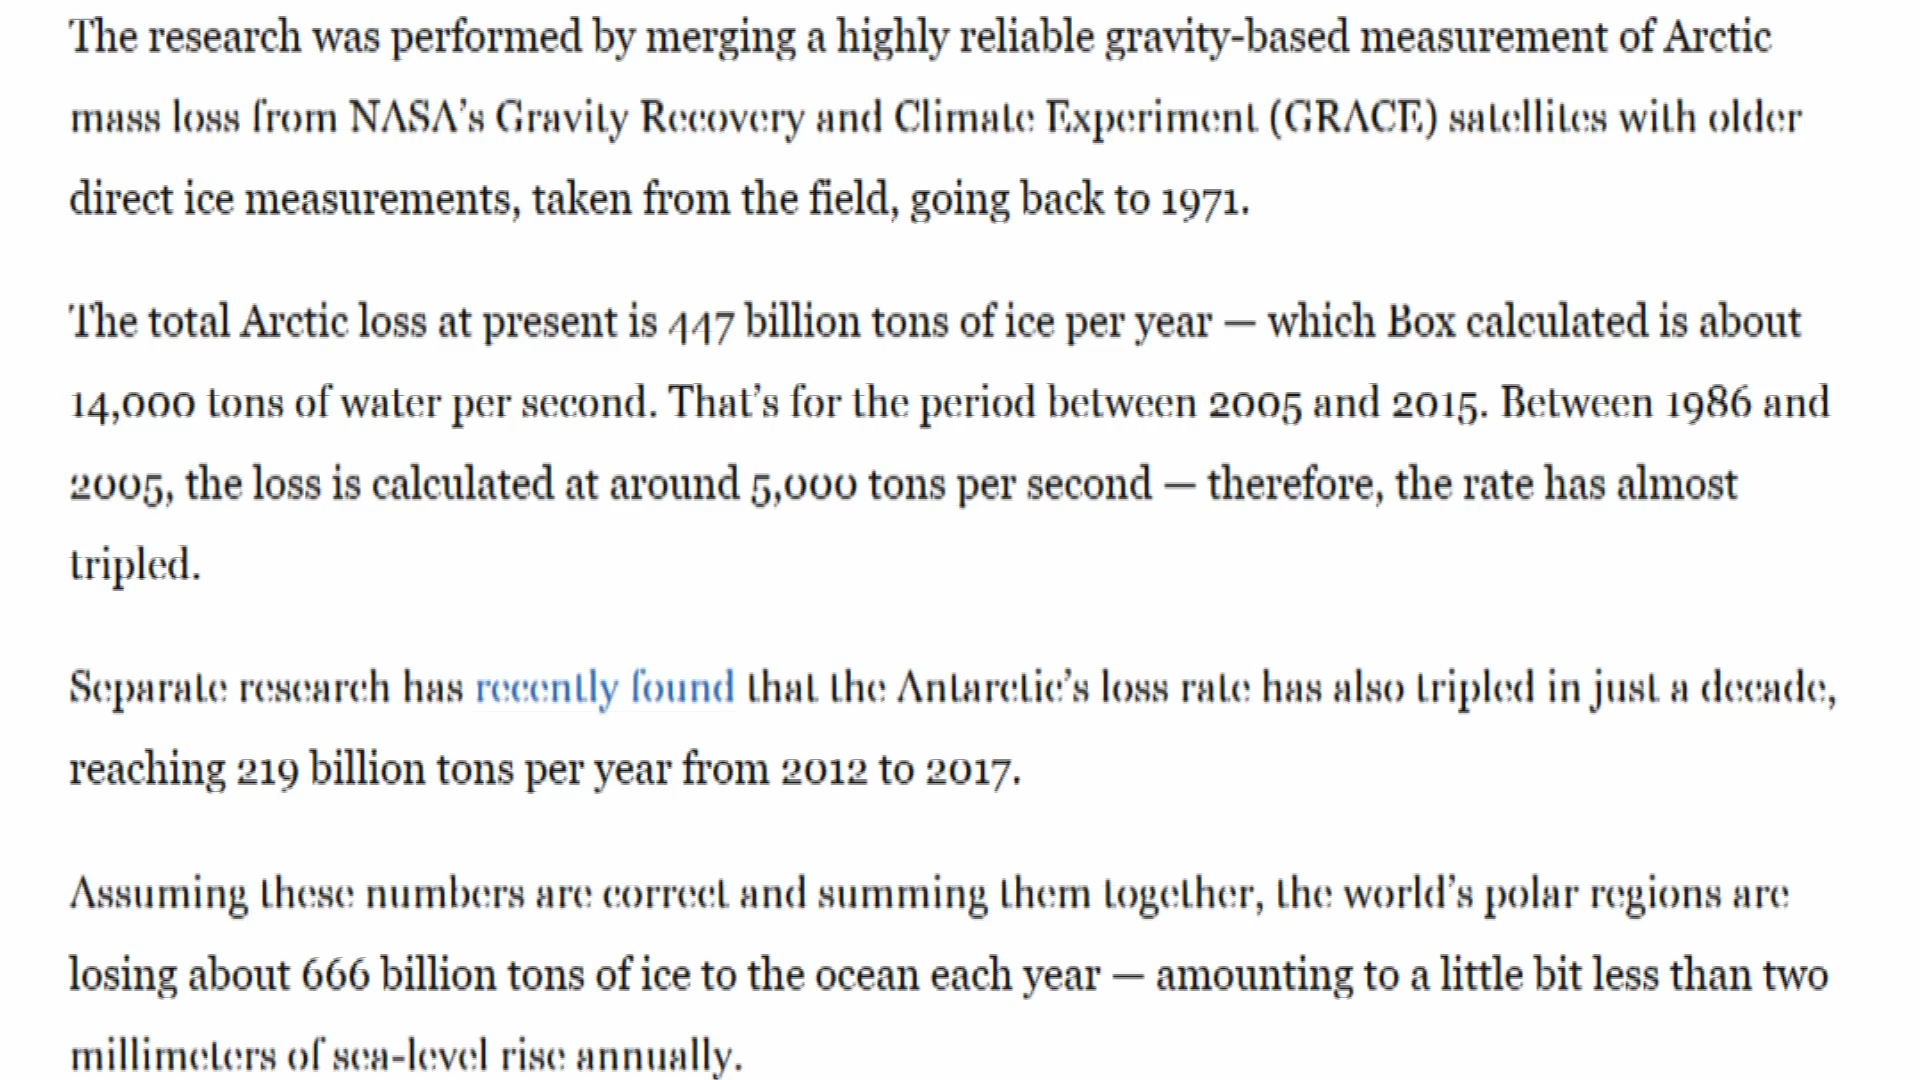 The research was performed by merging a highly reliable gravity-based measurement of Arctic
mass loss from NASA’s Gravity Recovery and Climate Experiment (GRACE) satellites with older
direct ice measurements, taken from the field, going back to 1971.
The total Arctic loss at present is 447 billion tons of ice per year — which Box calculated is about
14,000 tons of water per second. That’s for the period between 2005 and 2015. Between 1986 and
2005, the loss is calculated at around 5,000 tons per second — therefore, the rate has almost
tripled.
Separate research has recently found that the Antarctic’s loss rate has also tripled in just a decade,
reaching 219 billion tons per year from 2012 to 2017.
Assuming these numbers are correct and summing them together, the world’s polar regions are
losing about 666 billion tons of ice to the ocean each year — amounting to a little bit less than two
millimeters of sea-level rise annually.